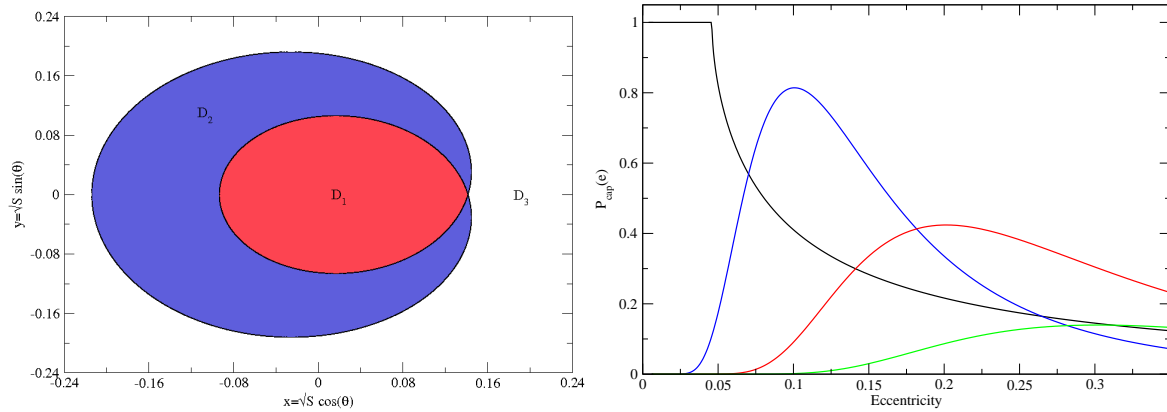 0.24
0.16
0.08
0
-0.08
-0.16
-0.24
y=√S sin(θ)
D₂
D₁
D₃
-0.24 -0.16 -0.08 0 0.08 0.16 0.24
x=√S cos(θ)
1
0.8
0.6
0.4
0.2
0
P_cap(e)
0 0.05 0.1 0.15 0.2 0.25 0.3
Eccentricity